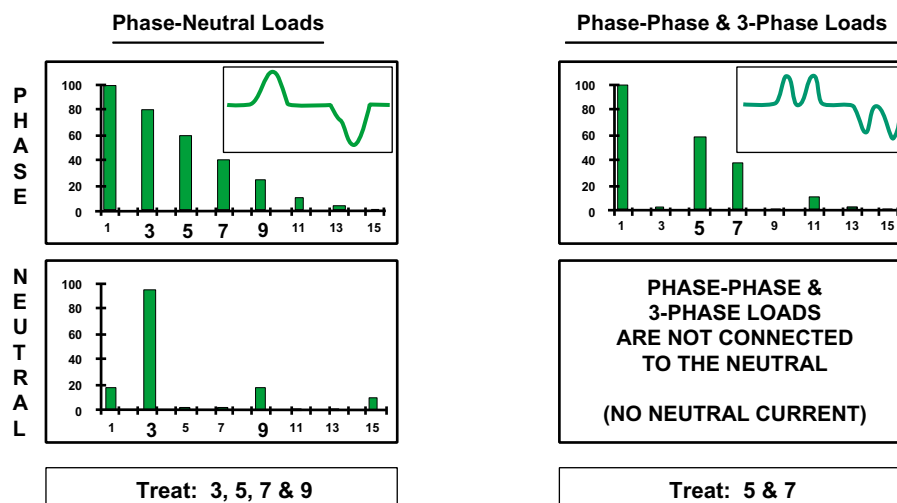 Phase-Neutral Loads
Phase-Phase & 3-Phase Loads
PHASE
100
80
60
40
20
0
1 3 5 7 9 11 13 15
100
80
60
40
20
0
1 3 5 7 9 11 13 15
NEUTRAL
100
80
60
40
20
0
1 3 5 7 9 11 13 15
PHASE-PHASE &
3-PHASE LOADS
ARE NOT CONNECTED
TO THE NEUTRAL
(NO NEUTRAL CURRENT)
Treat: 3, 5, 7 & 9
Treat: 5 & 7